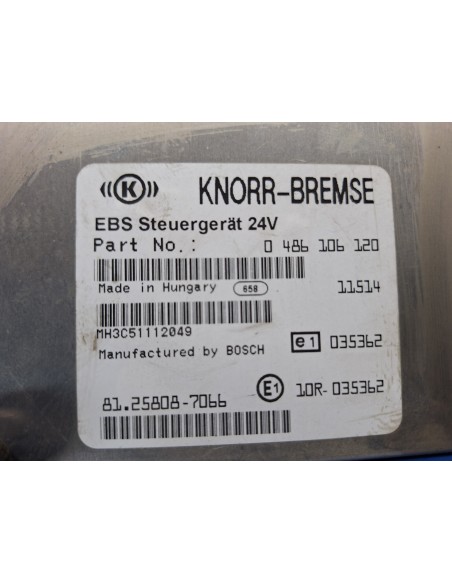 K KNORR-BREMSE
EBS Steuergerät 24V
Part No.: 0 486 106 120
Made in Hungary 658 11514
MH3C51112049
Manufactured by BOSCH e1 035362
81.25808-7066 E1 10R-035362